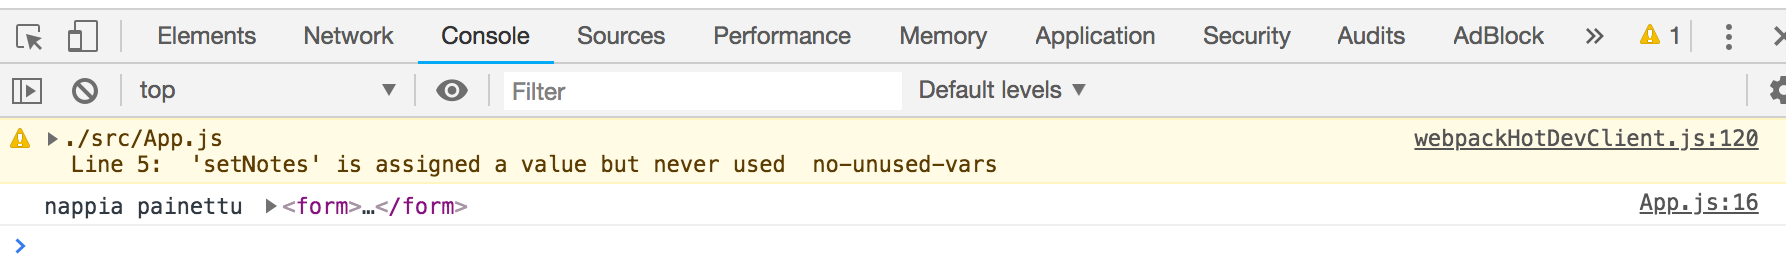 Elements Network Console Sources Performance Memory Application Security Audits AdBlock » 1
top Filter Default levels
./src/App.js webpackHotDevClient.js:120
Line 5: 'setNotes' is assigned a value but never used no-unused-vars
nappia painettu <form>…</form> App.js:16